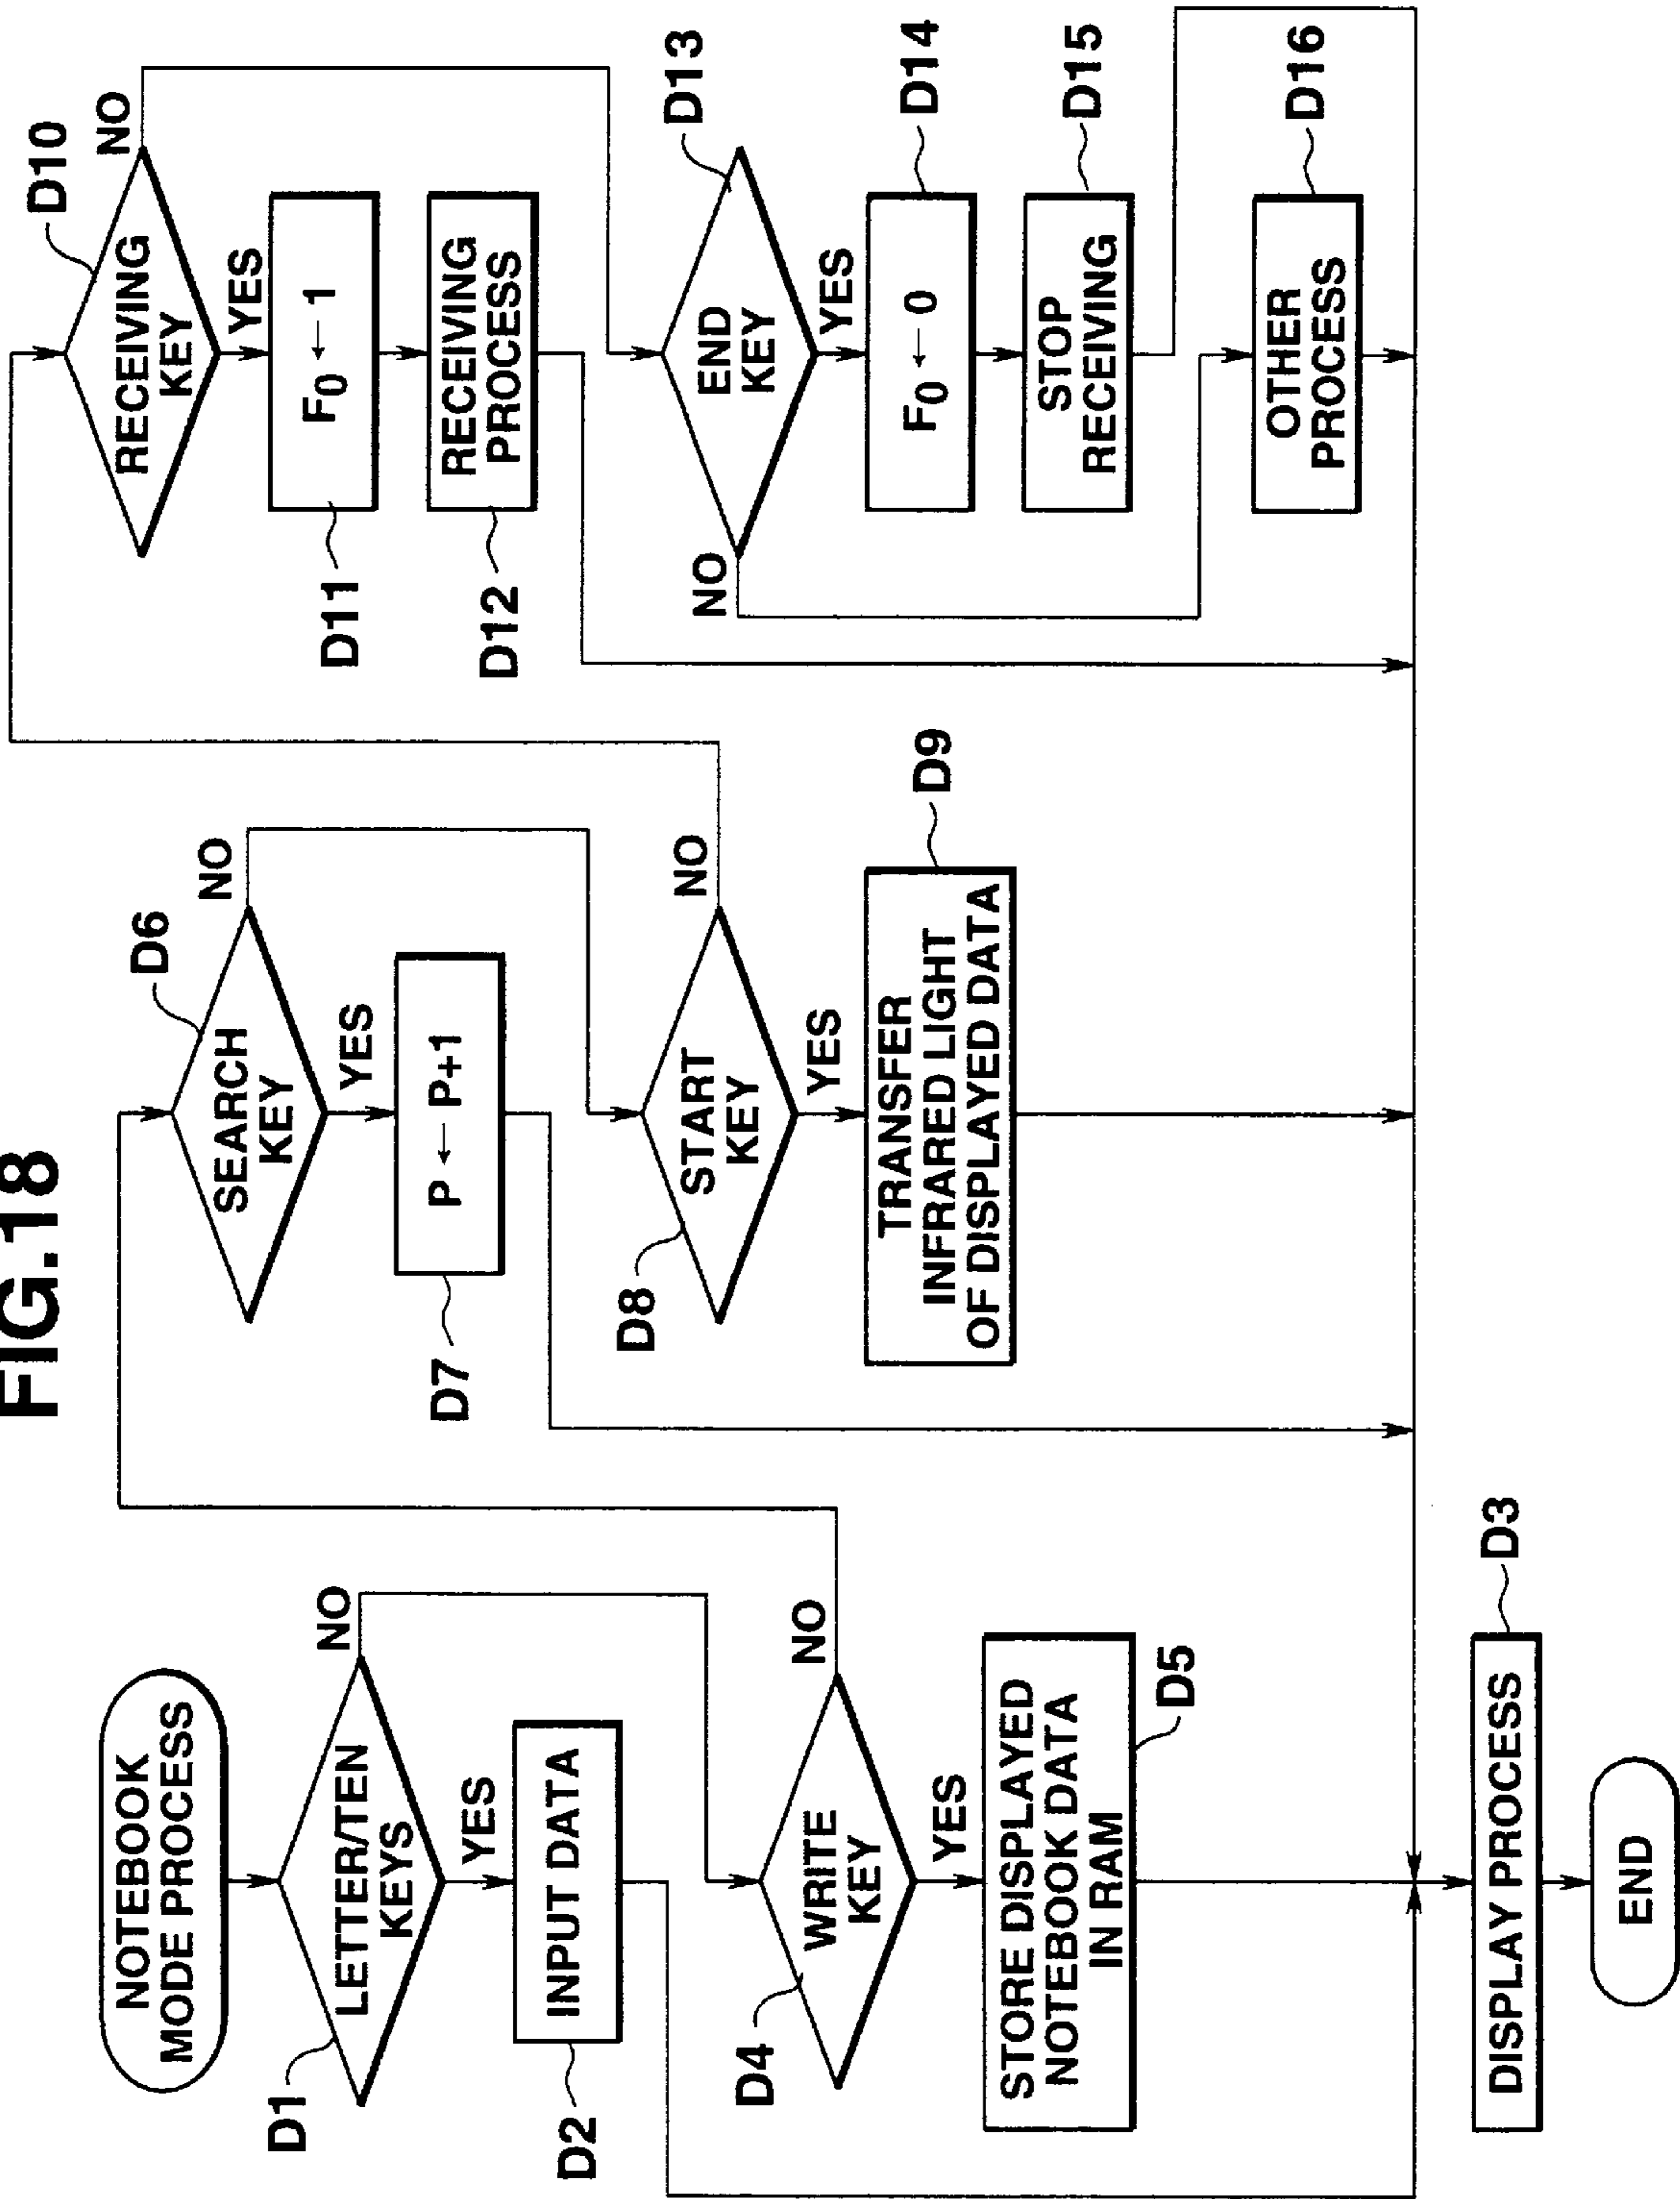 FIG.18
NOTEBOOK
MODE PROCESS
D1
LETTER/TEN
KEYS
NO
YES
D2
INPUT DATA
D4
WRITE
KEY
NO
YES
STORE DISPLAYED
NOTEBOOK DATA
IN RAM
D5
DISPLAY PROCESS
D3
END
D6
SEARCH
KEY
NO
YES
D7
P ← P+1
D8
START
KEY
NO
YES
D9
TRANSFER
INFRARED LIGHT
OF DISPLAYED DATA
D10
RECEIVING
KEY
NO
YES
D11
F0 ← 1
D12
RECEIVING
PROCESS
D13
END
KEY
NO
YES
D14
F0 ← 0
D15
STOP
RECEIVING
D16
OTHER
PROCESS